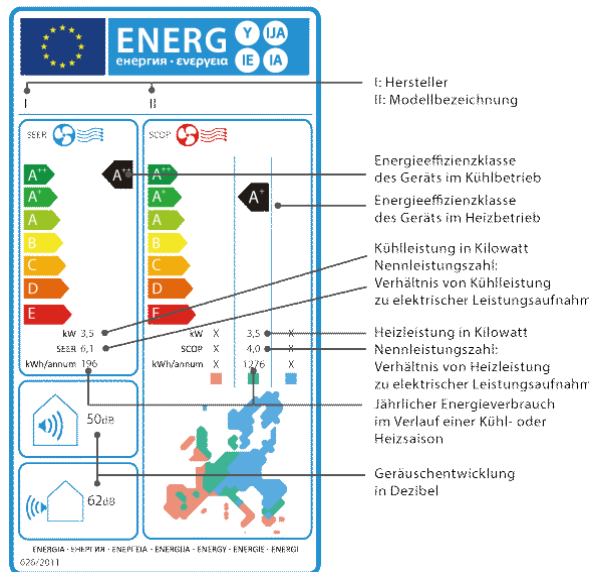 ENERG
енергия · ενεργεια
Y IJA
IE IA
I II
I: Hersteller
II: Modellbezeichnung
SEER
SCOP
A++ A++ A++
A+ A+ A+
A
B
C
D
E
Energieeffizienzklasse
des Geräts im Kühlbetrieb
Energieeffizienzklasse
des Geräts im Heizbetrieb
Kühlleistung in Kilowatt
Nennleistungszahl:
Verhältnis von Kühlleistung
zu elektrischer Leistungsaufnahm
kW 3,5
SEER 6,1
kWh/annum 196
kW X 3,5 X
SCOP X 4,0 X
kWh/annum X 1276 X
Heizleistung in Kilowatt
Nennleistungszahl:
Verhältnis von Heizleistung
zu elektrischer Leistungsaufnahm
Jährlicher Energieverbrauch
im Verlauf einer Kühl- oder
Heizsaison
50dB
62dB
Geräuschentwicklung
in Dezibel
ENERGIA · ЕНЕРГИЯ · ΕΝΕΡΓΕΙΑ · ENERGIJA · ENERGY · ENERGIE · ENERGI
626/2011